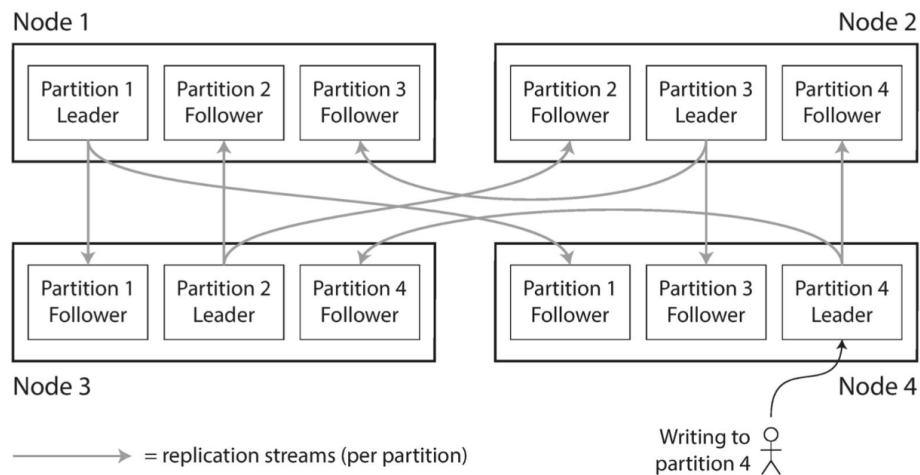 Node 1
Node 2
Partition 1
Leader
Partition 2
Follower
Partition 3
Follower
Partition 2
Follower
Partition 3
Leader
Partition 4
Follower
Partition 1
Follower
Partition 2
Leader
Partition 4
Follower
Partition 1
Follower
Partition 3
Follower
Partition 4
Leader
Node 3
Node 4
= replication streams (per partition)
Writing to
partition 4